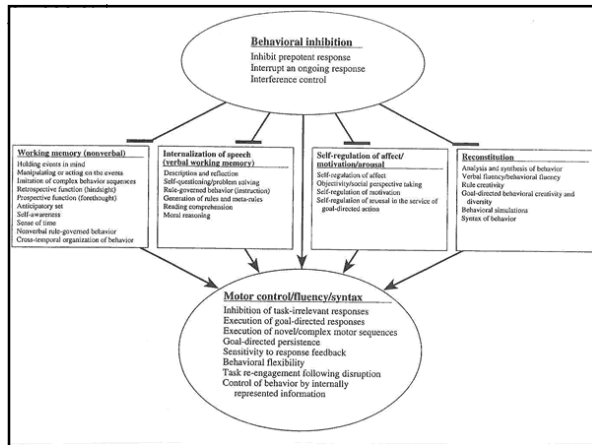 Behavioral inhibition
Inhibit prepotent response
Interrupt an ongoing response
Interference control
Working memory (nonverbal)
Holding events in mind
Manipulating or acting on the events
Imitation of complex behavior sequences
Retrospective function (hindsight)
Prospective function (forethought)
Anticipatory set
Self-awareness
Sense of time
Nonverbal rule-governed behavior
Cross-temporal organization of behavior
Internalization of speech
(verbal working memory)
Description and reflection
Self-questioning/problem solving
Rule-governed behavior (instruction)
Generation of rules and meta-rules
Reading comprehension
Moral reasoning
Self-regulation of affect/
motivation/arousal
Self-regulation of affect
Objectivity/social perspective taking
Self-regulation of motivation
Self-regulation of arousal in the service of
goal-directed action
Reconstitution
Analysis and synthesis of behavior
Verbal fluency/behavioral fluency
Rule creativity
Goal-directed behavioral creativity and
diversity
Behavioral simulations
Syntax of behavior
Motor control/fluency/syntax
Inhibition of task-irrelevant responses
Execution of goal-directed responses
Execution of novel/complex motor sequences
Goal-directed persistence
Sensitivity to response feedback
Behavioral flexibility
Task re-engagement following disruption
Control of behavior by internally
represented information